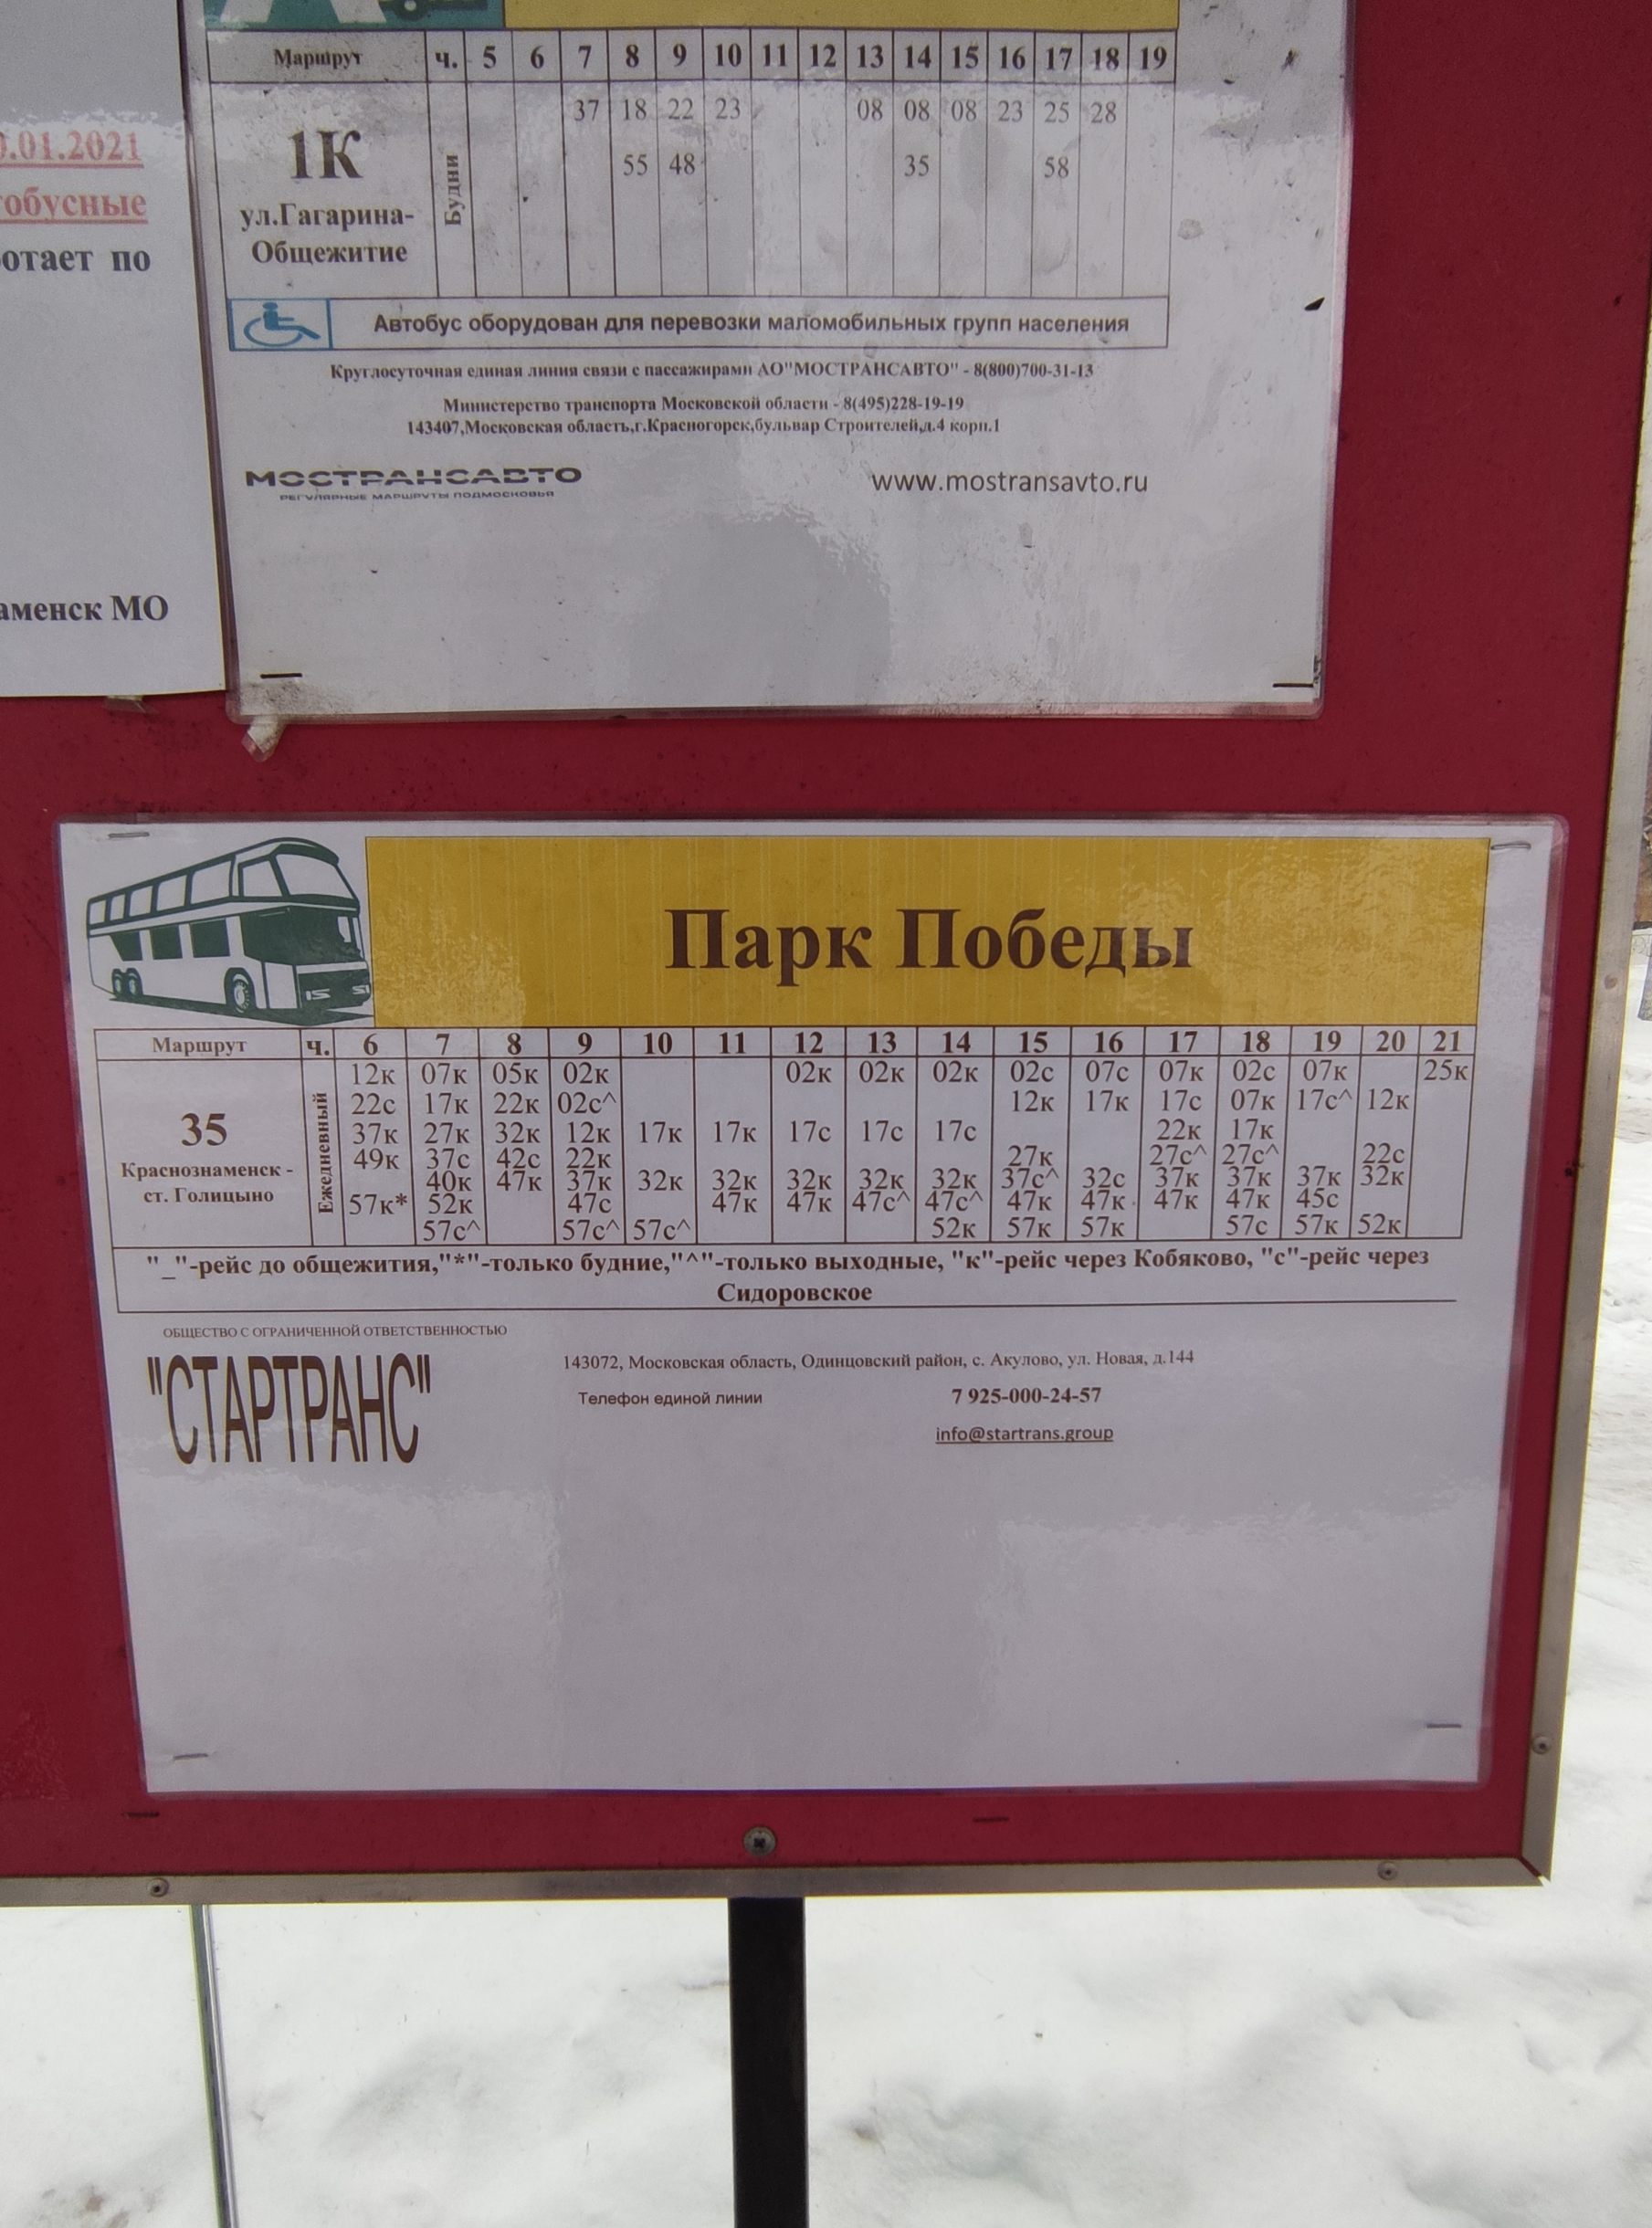 0.01.2021
обусные
отает по
аменск МО
Маршрут ч. 5 6 7 8 9 10 11 12 13 14 15 16 17 18 19
37 18 22 23 08 08 08 23 25 28
1К
Будни
55 48 35 58
ул.Гагарина-
Общежитие
Автобус оборудован для перевозки маломобильных групп населения
Круглосуточная единая линия связи с пассажирами АО"МОСТРАНСАВТО" - 8(800)700-31-13
Министерство транспорта Московской области - 8(495)228-19-19
143407,Московская область,г.Красногорск,бульвар Строителей,д.4 корп.1
МОСТРАНСАВТО
РЕГУЛЯРНЫЕ МАРШРУТЫ ПОДМОСКОВЬЯ
www.mostransavto.ru
Парк Победы
Маршрут ч. 6 7 8 9 10 11 12 13 14 15 16 17 18 19 20 21
12к 07к 05к 02к 02к 02к 02к 02с 07с 07к 02с 07к 25к
22с 17к 22к 02с^ 12к 17к 17с 07к 17с^ 12к
35
Ежедневный
37к 27к 32к 12к 17к 17к 17с 17с 17с 22к 17к
49к 37с 42с 22к 27к 27с^ 27с^ 22с
Краснознаменск -
40к 47к 37к 32к 32к 32к 32к 32к 37с^ 32с 37к 37к 37к 32к
ст. Голицыно
57к* 52к 47с 47к 47к 47с^ 47с^ 47к 47к 47к 47к 45с
57с^ 57с^ 57с^ 52к 57к 57к 57с 57к 52к
"_"-рейс до общежития,"*"-только будние,"^"-только выходные, "к"-рейс через Кобяково, "с"-рейс через
Сидоровское
ОБЩЕСТВО С ОГРАНИЧЕННОЙ ОТВЕТСТВЕННОСТЬЮ
"СТАРТРАНС"
143072, Московская область, Одинцовский район, с. Акулово, ул. Новая, д.144
Телефон единой линии 7 925-000-24-57
info@startrans.group